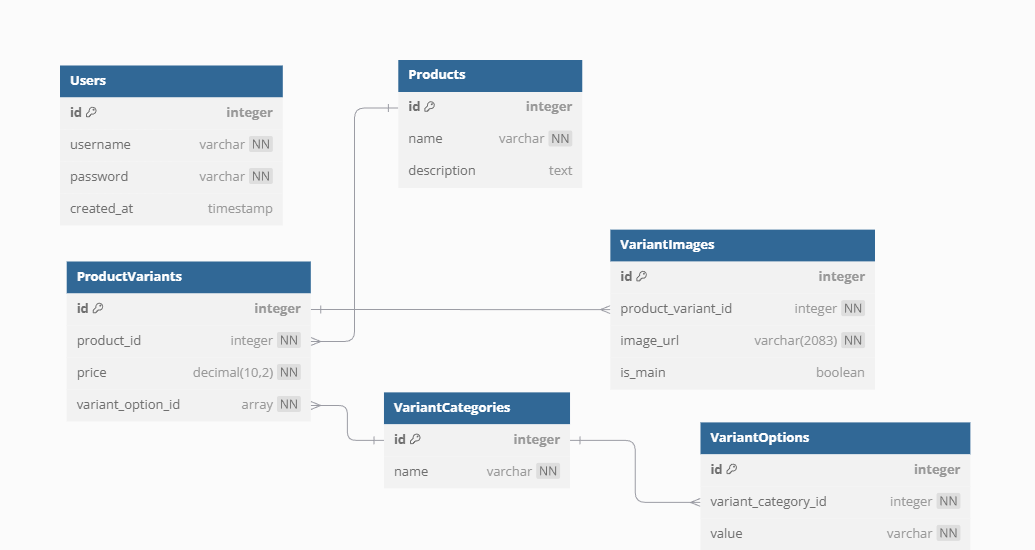 Users
id integer
username varchar NN
password varchar NN
created_at timestamp
Products
id integer
name varchar NN
description text
ProductVariants
id integer
product_id integer NN
price decimal(10,2) NN
variant_option_id array NN
VariantImages
id integer
product_variant_id integer NN
image_url varchar(2083) NN
is_main boolean
VariantCategories
id integer
name varchar NN
VariantOptions
id integer
variant_category_id integer NN
value varchar NN